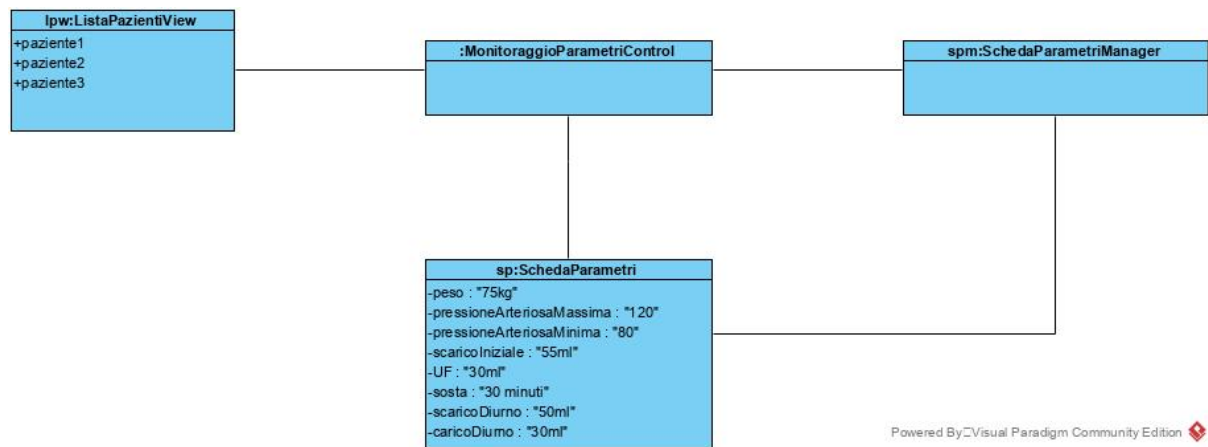 lpw:ListaPazientiView
+paziente1
+paziente2
+paziente3
:MonitoraggioParametriControl
spm:SchedaParametriManager
sp:SchedaParametri
-peso : "75kg"
-pressioneArteriosaMassima : "120"
-pressioneArteriosaMinima : "80"
-scaricoIniziale : "55ml"
-UF : "30ml"
-sosta : "30 minuti"
-scaricoDiurno : "50ml"
-caricoDiurno : "30ml"
Powered By□Visual Paradigm Community Edition